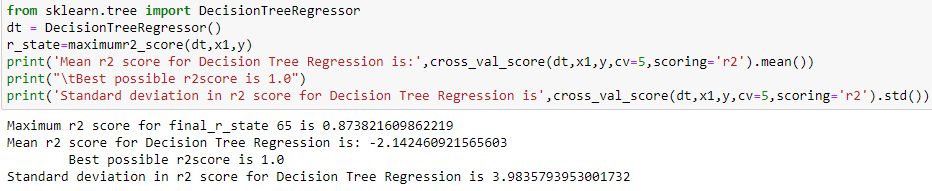 from sklearn.tree import DecisionTreeRegressor
dt = DecisionTreeRegressor()
r_state=maximumr2_score(dt,x1,y)
print('Mean r2 score for Decision Tree Regression is:',cross_val_score(dt,x1,y,cv=5,scoring='r2').mean())
print("\tBest possible r2score is 1.0")
print('Standard deviation in r2 score for Decision Tree Regression is',cross_val_score(dt,x1,y,cv=5,scoring='r2').std())
Maximum r2 score for final_r_state 65 is 0.873821609862219
Mean r2 score for Decision Tree Regression is: -2.142460921565603
Best possible r2score is 1.0
Standard deviation in r2 score for Decision Tree Regression is 3.9835793953001732